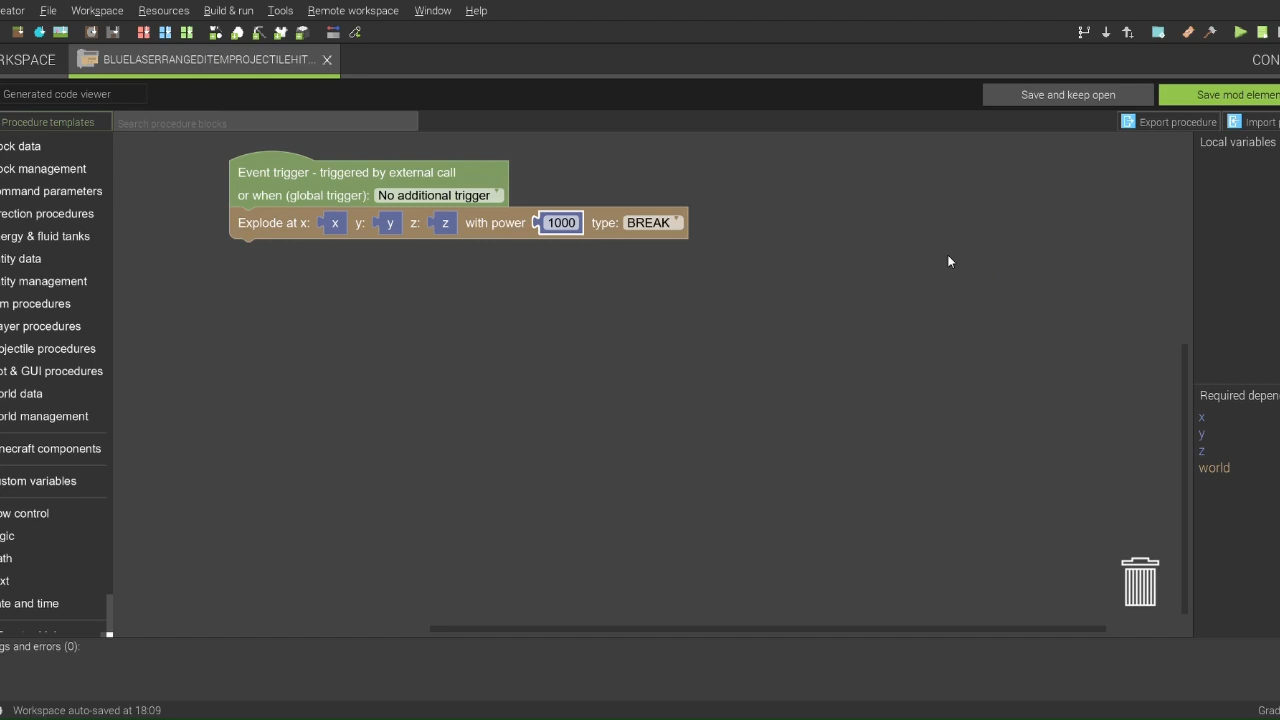 eator File Workspace Resources Build & run Tools Remote workspace Window Help
RKSPACE BLUELASERRANGEDITEMPROJECTILEHIT... CON
Generated code viewer Save and keep open Save mod elemen
Procedure templates Search procedure blocks Export procedure Import p
ock data
ock management
ommand parameters
rection procedures
ergy & fluid tanks
tity data
tity management
m procedures
ayer procedures
ojectile procedures
ot & GUI procedures
orld data
orld management
necraft components
ustom variables
ow control
gic
ath
xt
ate and time
Event trigger - triggered by external call
or when (global trigger): No additional trigger
Explode at x: x y: y z: z with power 1000 type: BREAK
Local variables
Required depen
x
y
z
world
gs and errors (0):
Workspace auto-saved at 18:09 Grad